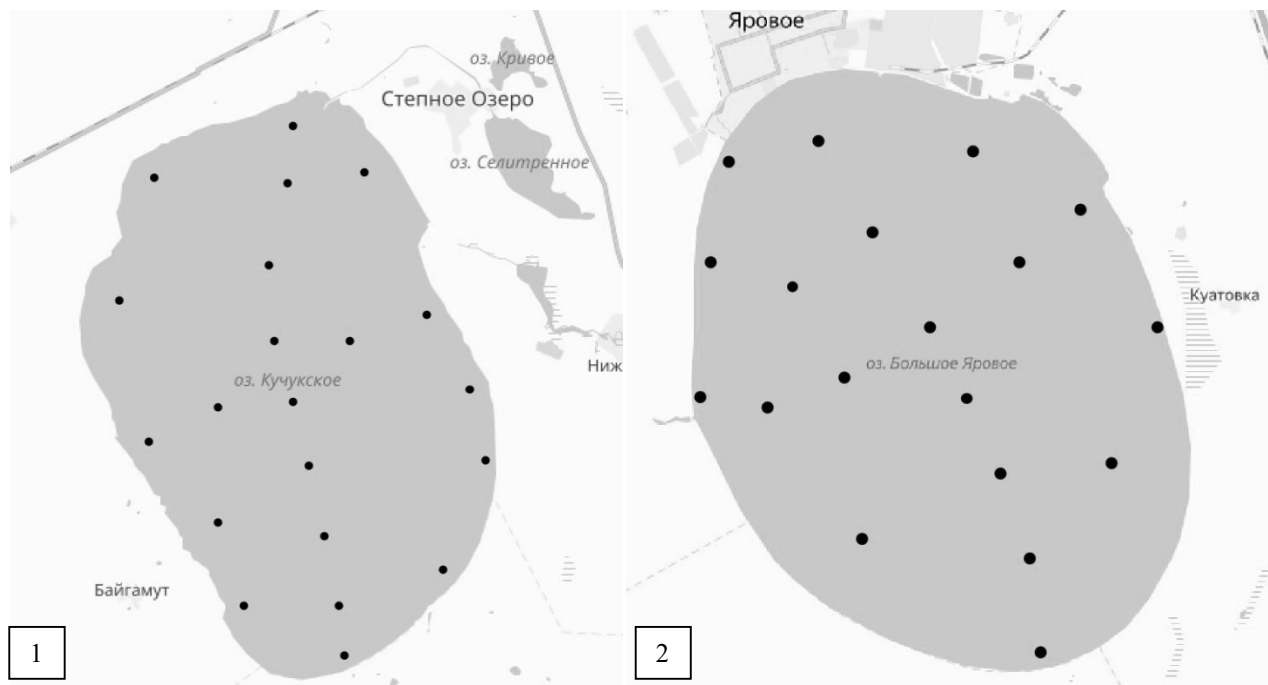 оз. Кривое
Степное Озеро
оз. Селитренное
Ниж
оз. Кучукское
Байгамут
1
Яровое
Куатовка
оз. Большое Яровое
2